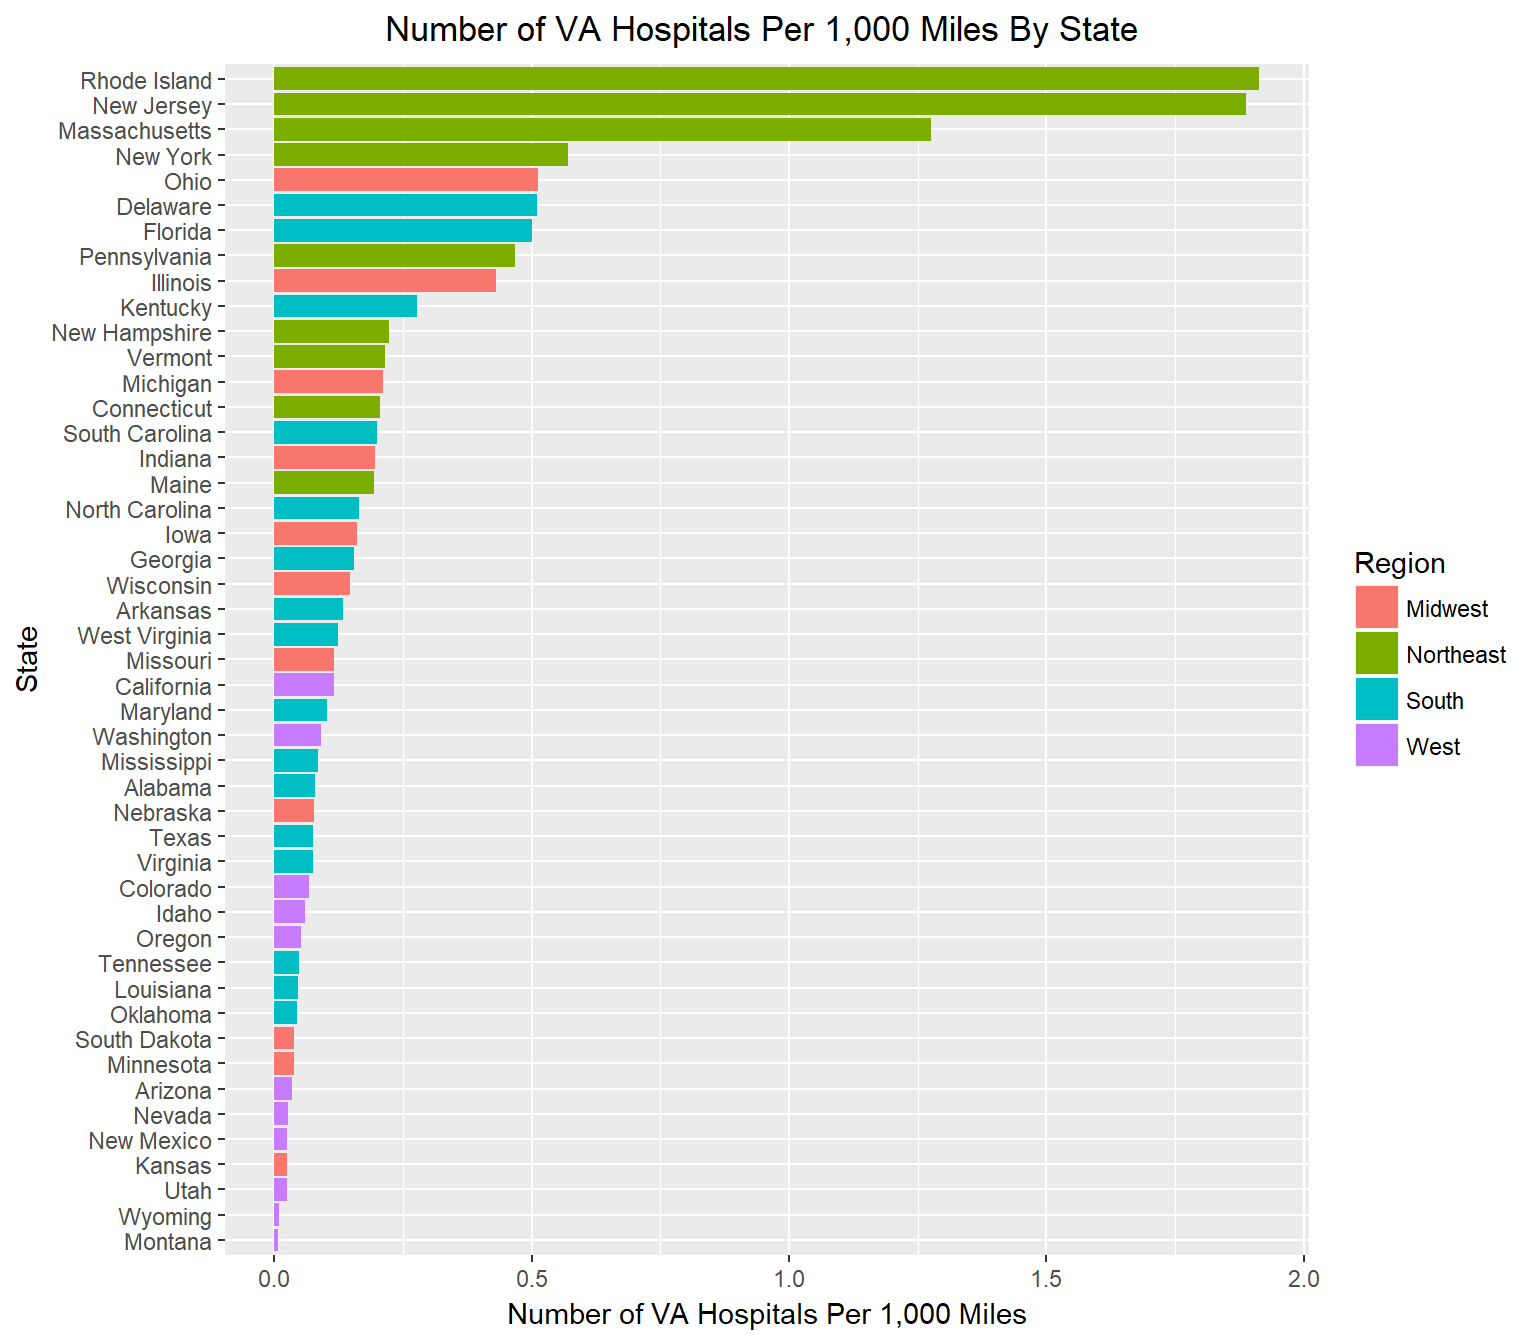 Number of VA Hospitals Per 1,000 Miles By State
Rhode Island
New Jersey
Massachusetts
New York
Ohio
Delaware
Florida
Pennsylvania
Illinois
Kentucky
New Hampshire
Vermont
Michigan
Connecticut
South Carolina
Indiana
Maine
North Carolina
Iowa
Georgia
Wisconsin
Arkansas
West Virginia
Missouri
California
Maryland
Washington
Mississippi
Alabama
Nebraska
Texas
Virginia
Colorado
Idaho
Oregon
Tennessee
Louisiana
Oklahoma
South Dakota
Minnesota
Arizona
Nevada
New Mexico
Kansas
Utah
Wyoming
Montana
State
0.0 0.5 1.0 1.5 2.0
Number of VA Hospitals Per 1,000 Miles
Region
Midwest
Northeast
South
West